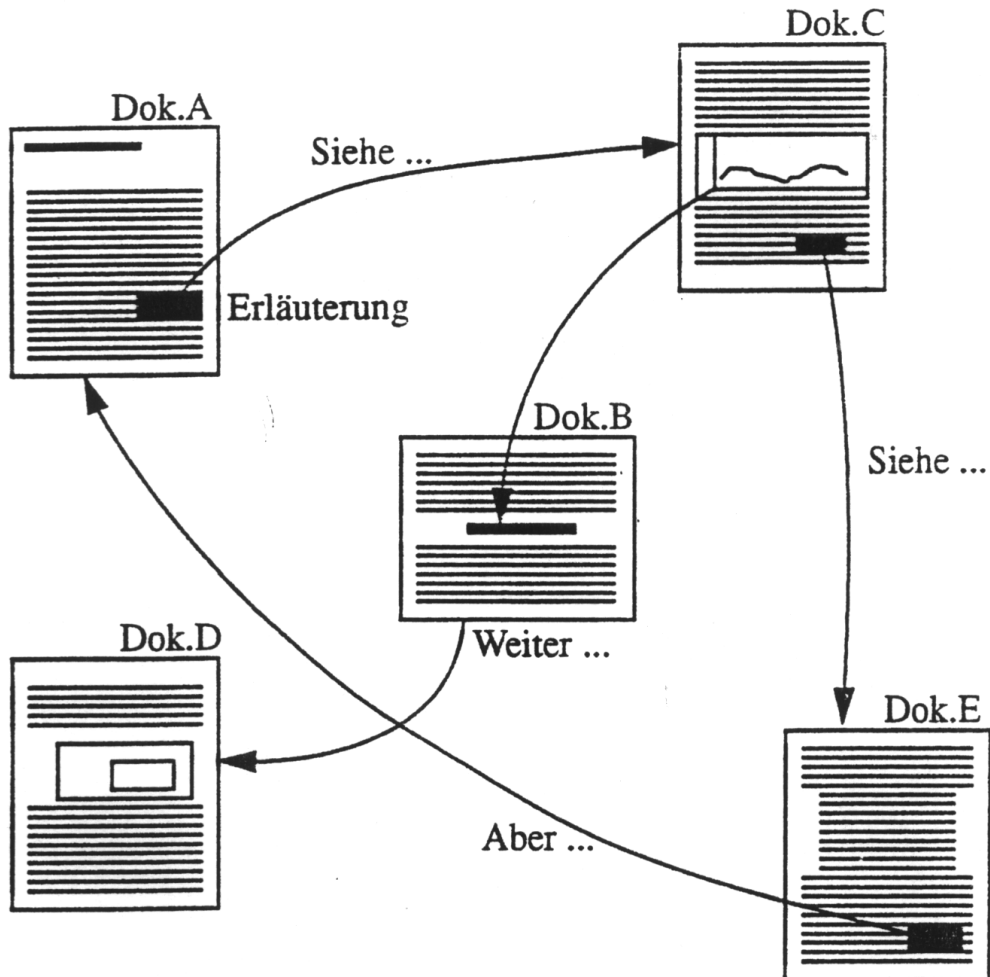 Dok.C
Dok.A
Siehe ...
Erläuterung
Dok.B
Siehe ...
Weiter ...
Dok.D
Dok.E
Aber ...